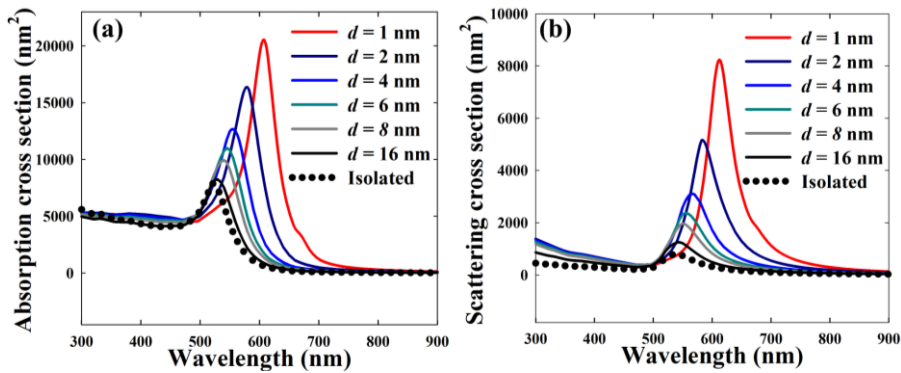 (a)
Absorption cross section (nm²)
20000
15000
10000
5000
0
d = 1 nm
d = 2 nm
d = 4 nm
d = 6 nm
d = 8 nm
d = 16 nm
Isolated
300 400 500 600 700 800 900
Wavelength (nm)
(b)
Scattering cross section (nm²)
10000
8000
6000
4000
2000
0
d = 1 nm
d = 2 nm
d = 4 nm
d = 6 nm
d = 8 nm
d = 16 nm
Isolated
300 400 500 600 700 800 900
Wavelength (nm)